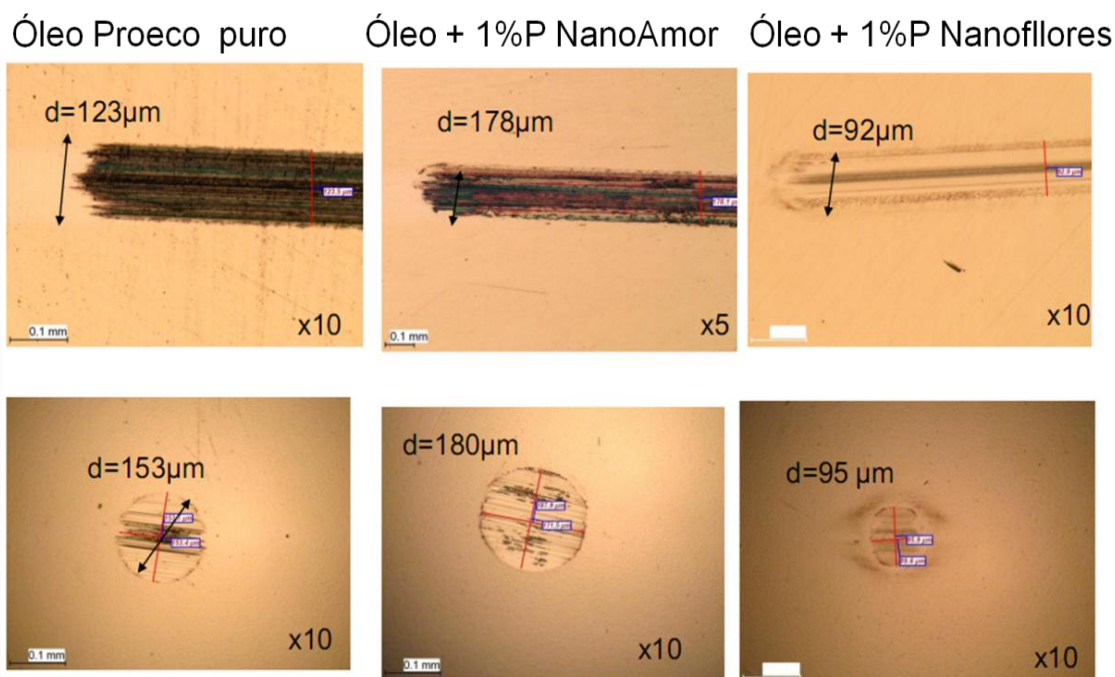 Óleo Proeco puro
Óleo + 1%P NanoAmor
Óleo + 1%P Nanofllores
d=123µm
0.1 mm
x10
d=178µm
0.1 mm
x5
d=92µm
x10
d=153µm
0.1 mm
x10
d=180µm
0.1 mm
x10
d=95 µm
x10